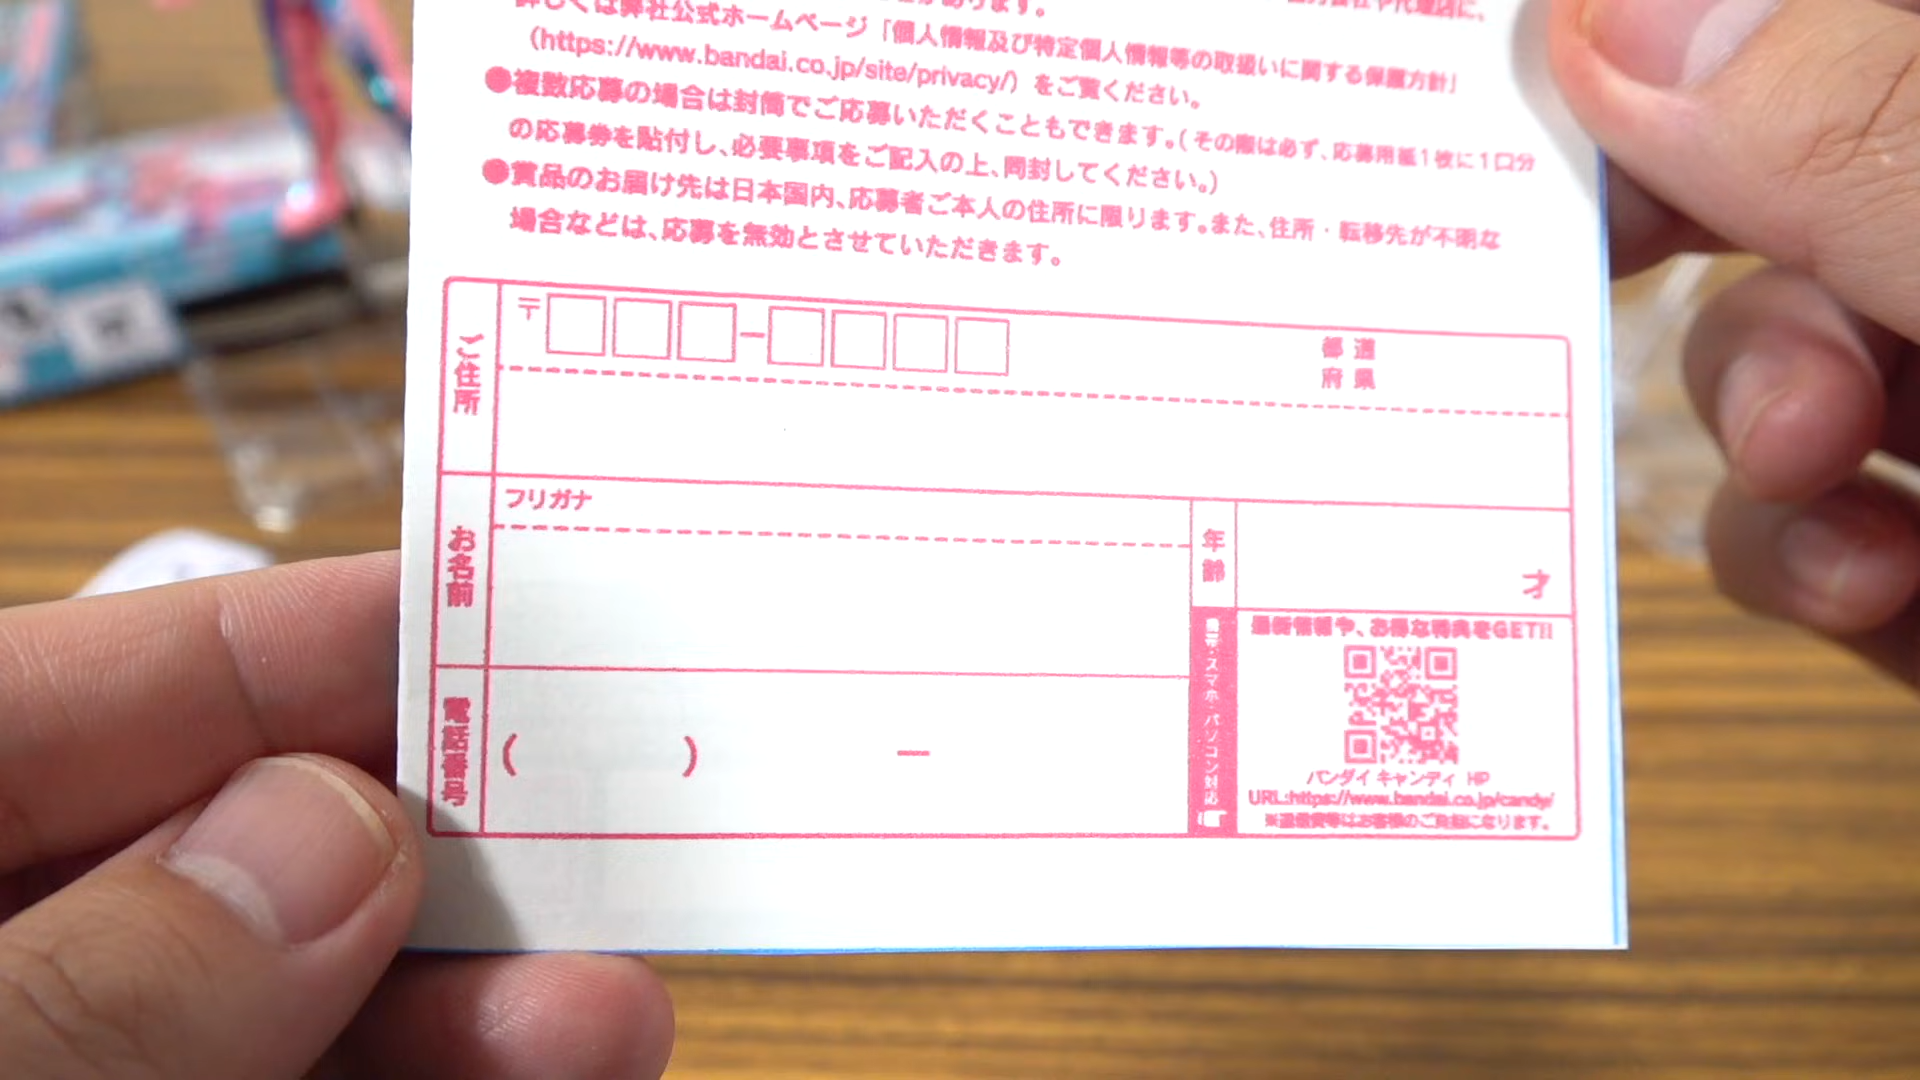 があります。
詳しくは弊社公式ホームページ「個人情報及び特定個人情報等の取扱いに関する保護方針」
（https://www.bandai.co.jp/site/privacy/）をご覧ください。
●複数応募の場合は封筒でご応募いただくこともできます。(その際は必ず、応募用紙1枚に1口分
の応募券を貼付し、必要事項をご記入の上、同封してください。)
●賞品のお届け先は日本国内、応募者ご本人の住所に限ります。また、住所・転移先が不明な
場合などは、応募を無効とさせていただきます。
ご住所
〒 ー
都道
府県
お名前
フリガナ
年齢
才
電話番号
( ) ー
携帯・スマホ・パソコン対応
最新情報や、お得な特典をGET!!
バンダイ キャンディ HP
URL:https://www.bandai.co.jp/candy/
※通信費等はお客様のご負担になります。